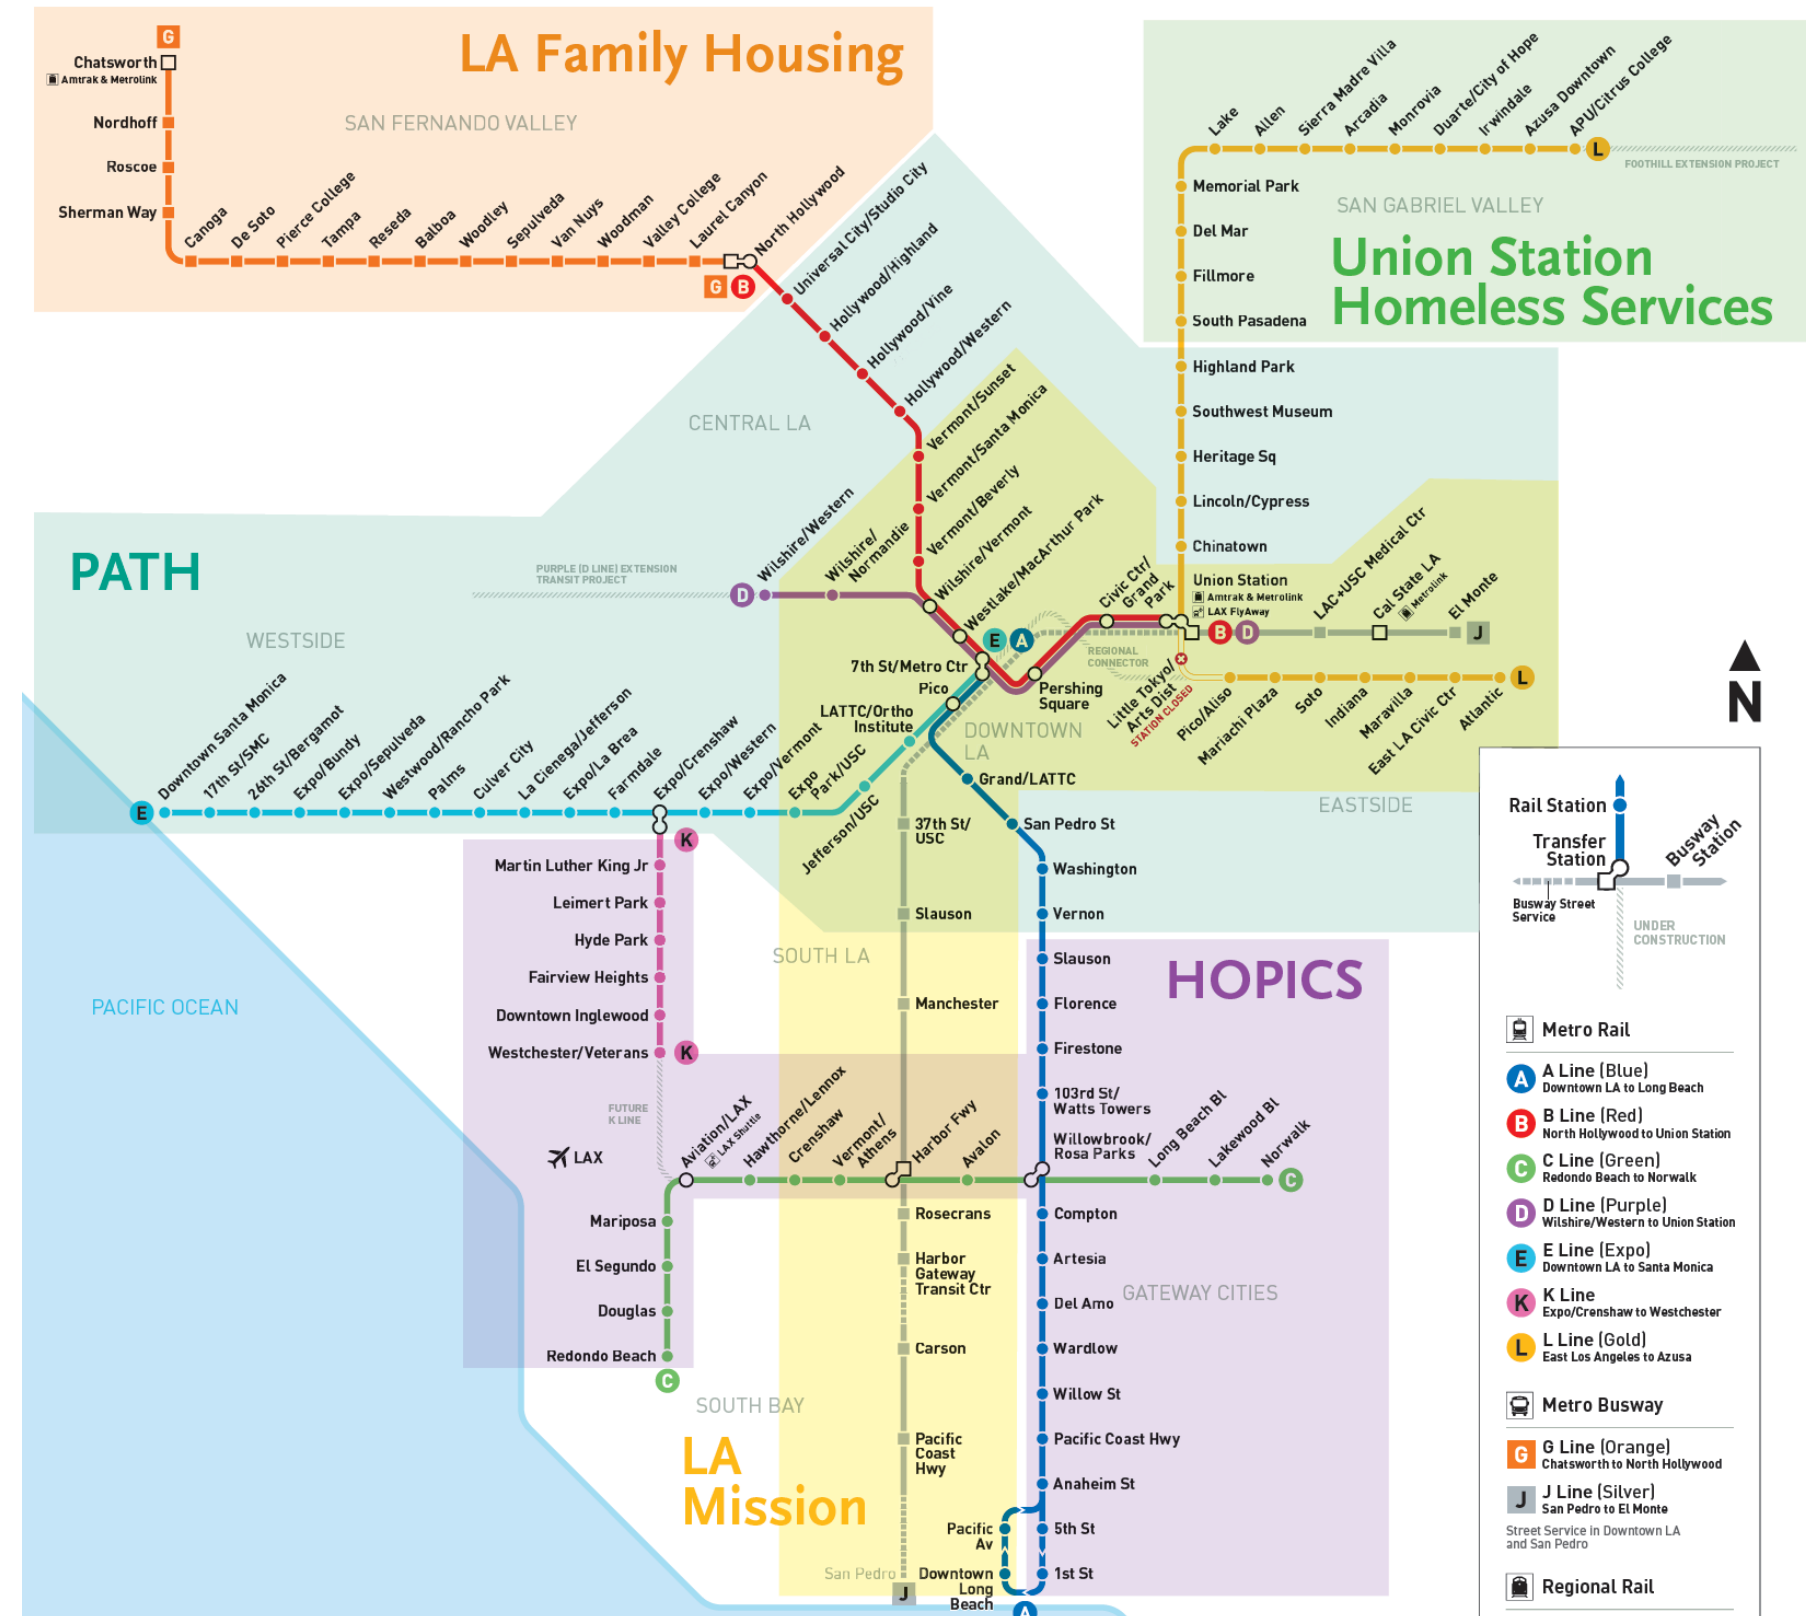 G
Chatsworth
Amtrak & Metrolink
Nordhoff
Roscoe
Sherman Way
LA Family Housing
SAN FERNANDO VALLEY
Canoga
De Soto
Pierce College
Tampa
Reseda
Balboa
Woodley
Sepulveda
Van Nuys
Woodman
Valley College
Laurel Canyon
North Hollywood
G
B
Universal City/Studio City
Hollywood/Highland
Hollywood/Vine
Hollywood/Western
CENTRAL LA
Vermont/Sunset
Vermont/Santa Monica
Vermont/Beverly
Wilshire/Vermont
Westlake/MacArthur Park
Lake
Allen
Sierra Madre Villa
Arcadia
Monrovia
Duarte/City of Hope
Irwindale
Azusa Downtown
APU/Citrus College
L
FOOTHILL EXTENSION PROJECT
Memorial Park
Del Mar
Fillmore
South Pasadena
SAN GABRIEL VALLEY
Union Station
Homeless Services
Highland Park
Southwest Museum
Heritage Sq
Lincoln/Cypress
Chinatown
PATH
WESTSIDE
PURPLE (D LINE) EXTENSION
TRANSIT PROJECT
D
Wilshire/Western
Wilshire/
Normandie
Civic Ctr/
Grand
Park
Union Station
Amtrak & Metrolink
LAX FlyAway
B
D
LAC+USC Medical Ctr
Cal State LA
Metrolink
El Monte
J
E
A
REGIONAL
CONNECTOR
7th St/Metro Ctr
Pico
LATTC/Ortho
Institute
Pershing
Square
DOWNTOWN
LA
Little Tokyo/
Arts Dist
STATION CLOSED
Pico/Aliso
Mariachi Plaza
Soto
Indiana
Maravilla
East LA Civic Ctr
Atlantic
L
N
E
Downtown Santa Monica
17th St/SMC
26th St/Bergamot
Expo/Bundy
Expo/Sepulveda
Westwood/Rancho Park
Palms
Culver City
La Cienega/Jefferson
Expo/La Brea
Farmdale
Expo/Crenshaw
Expo/Western
Expo/Vermont
Expo
Park/USC
Jefferson/USC
Grand/LATTC
San Pedro St
EASTSIDE
37th St/
USC
Washington
Vernon
Slauson
SOUTH LA
Manchester
K
Martin Luther King Jr
Leimert Park
Hyde Park
Fairview Heights
Downtown Inglewood
Westchester/Veterans
K
FUTURE
K LINE
PACIFIC OCEAN
LAX
HOPICS
Slauson
Florence
Firestone
103rd St/
Watts Towers
Willowbrook/
Rosa Parks
Aviation/LAX
LAX Shuttle
Hawthorne/Lennox
Crenshaw
Vermont/
Athens
Harbor Fwy
Avalon
Long Beach Bl
Lakewood Bl
Norwalk
C
Mariposa
El Segundo
Douglas
Redondo Beach
C
Rosecrans
Harbor
Gateway
Transit Ctr
Carson
Pacific
Coast
Hwy
San Pedro
J
SOUTH BAY
LA
Mission
Compton
Artesia
Del Amo
GATEWAY CITIES
Wardlow
Willow St
Pacific Coast Hwy
Anaheim St
Pacific
Av
5th St
Downtown
Long
Beach
1st St
A
Rail Station
Transfer
Station
Busway
Station
Busway Street
Service
UNDER
CONSTRUCTION
Metro Rail
A
A Line (Blue)
Downtown LA to Long Beach
B
B Line (Red)
North Hollywood to Union Station
C
C Line (Green)
Redondo Beach to Norwalk
D
D Line (Purple)
Wilshire/Western to Union Station
E
E Line (Expo)
Downtown LA to Santa Monica
K
K Line
Expo/Crenshaw to Westchester
L
L Line (Gold)
East Los Angeles to Azusa
Metro Busway
G
G Line (Orange)
Chatsworth to North Hollywood
J
J Line (Silver)
San Pedro to El Monte
Street Service in Downtown LA
and San Pedro
Regional Rail